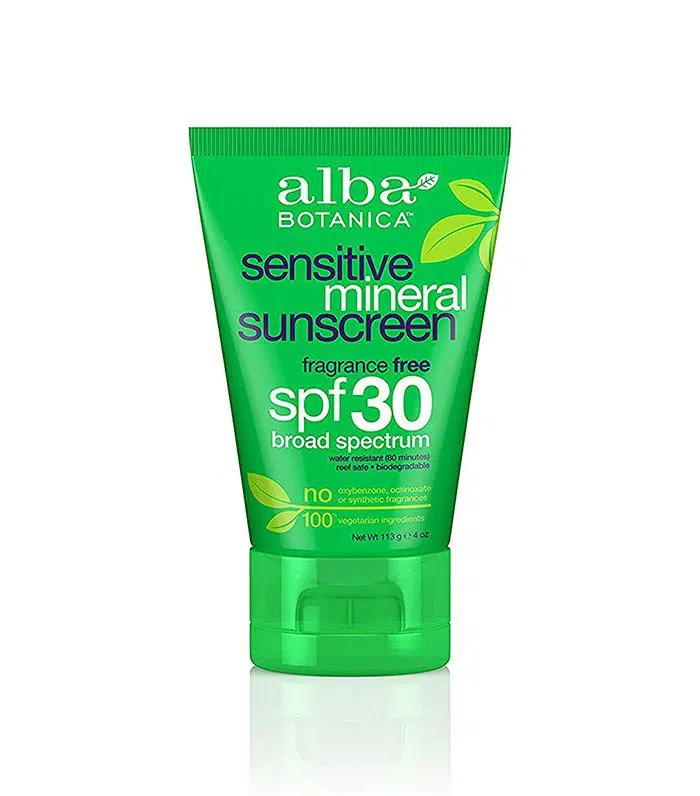 alba
BOTANICA™
sensitive
mineral
sunscreen
fragrance free
spf30
broad spectrum
water resistant (80 minutes)
reef safe • biodegradable
no oxybenzone, octinoxate
or synthetic fragrances
100% vegetarian ingredients
Net Wt 113 g ℮ 4 oz